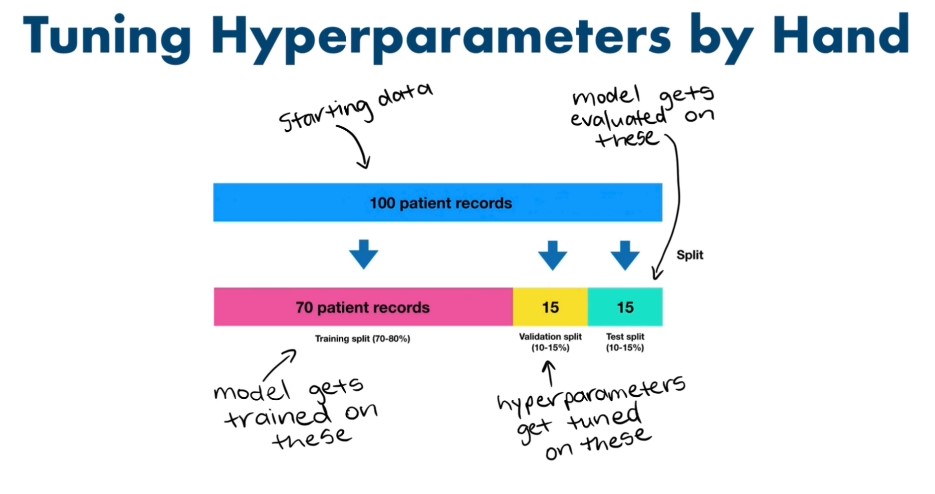 Tuning Hyperparameters by Hand
starting data
model gets
evaluated on
these
100 patient records
Split
70 patient records
15
15
Training split (70-80%)
Validation split
(10-15%)
Test split
(10-15%)
model gets
trained on
these
hyperparameters
get tuned
on these